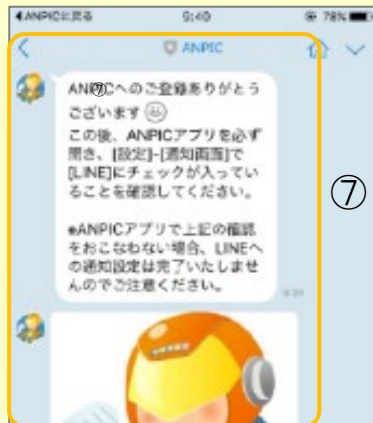 ◀ANPICに戻る 9:40 78%
ANPIC
ANPICへのご登録ありがとう
ございます
この後、ANPICアプリを必ず
開き、[設定]-[通知画面]で
[LINE]にチェックが入ってい
ることを確認してください。
※ANPICアプリで上記の確認
をおこなわない場合、LINEへ
の通知設定は完了いたしませ
んのでご注意ください。
⑦
⑦